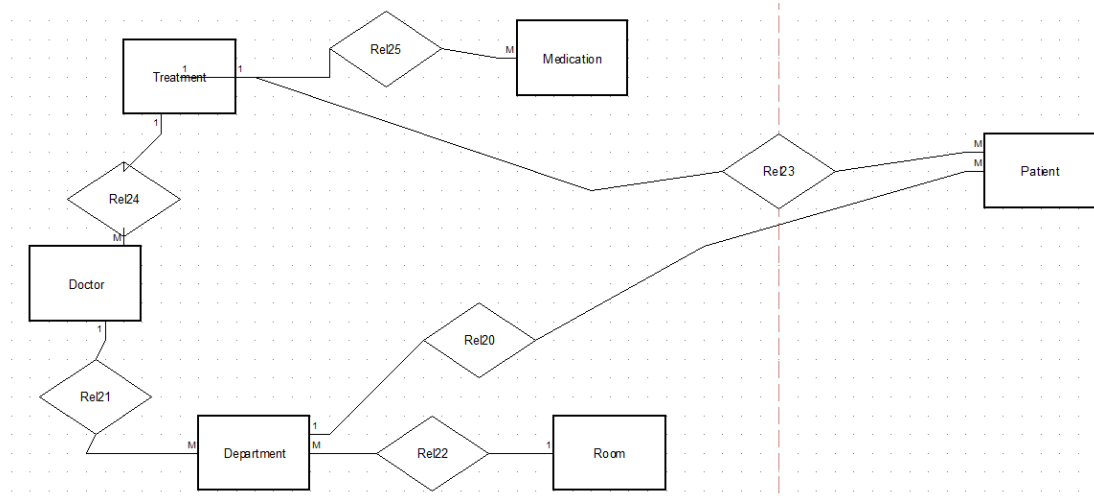 Rel25
M
Medication
1
Treatment
1
1
Rel24
M
Rel23
M
M
Patient
Doctor
1
Rel21
M
Rel20
1
M
Department
Rel22
1
Room